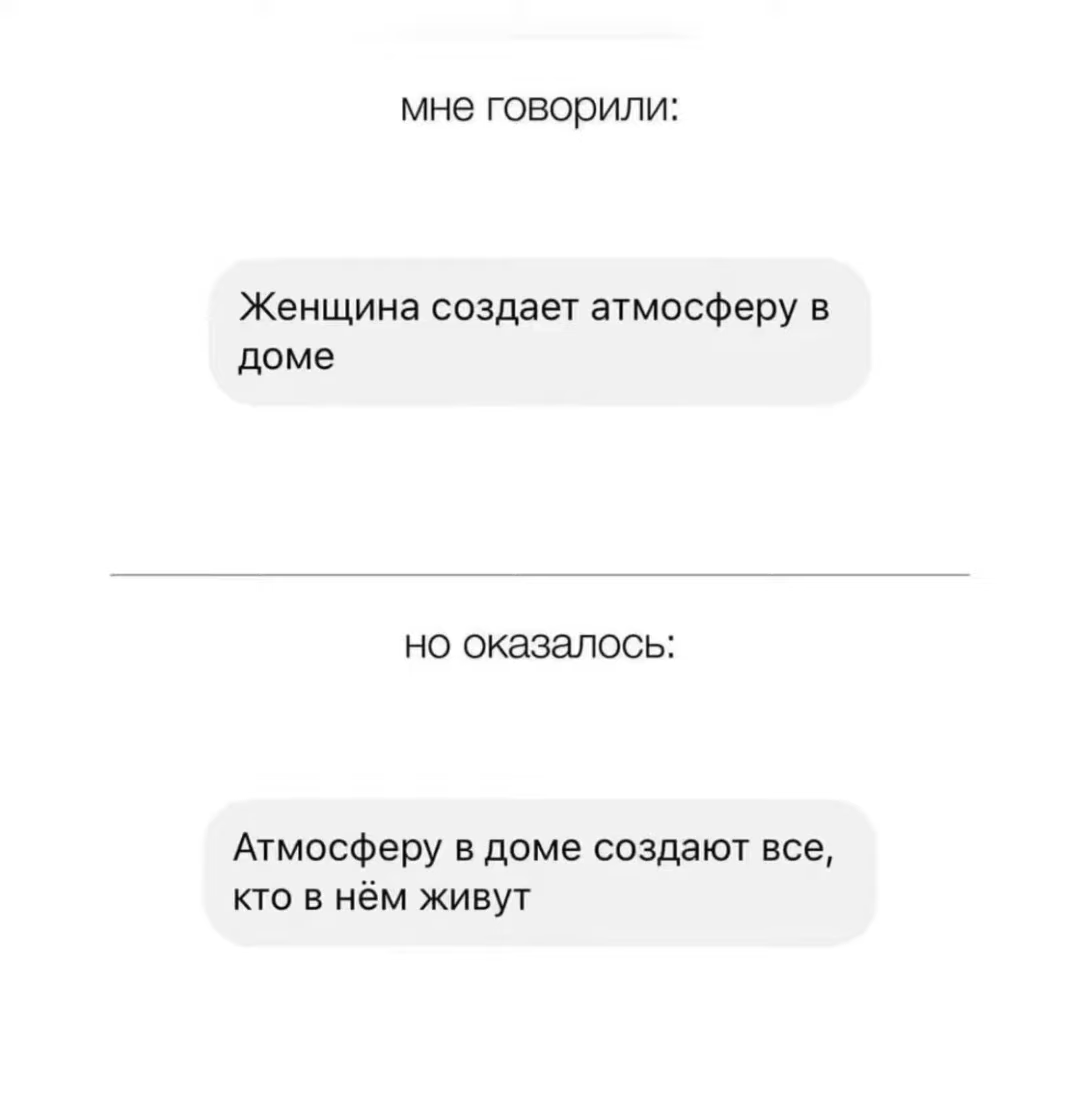 мне говорили:
Женщина создает атмосферу в
доме
но оказалось:
Атмосферу в доме создают все,
кто в нём живут